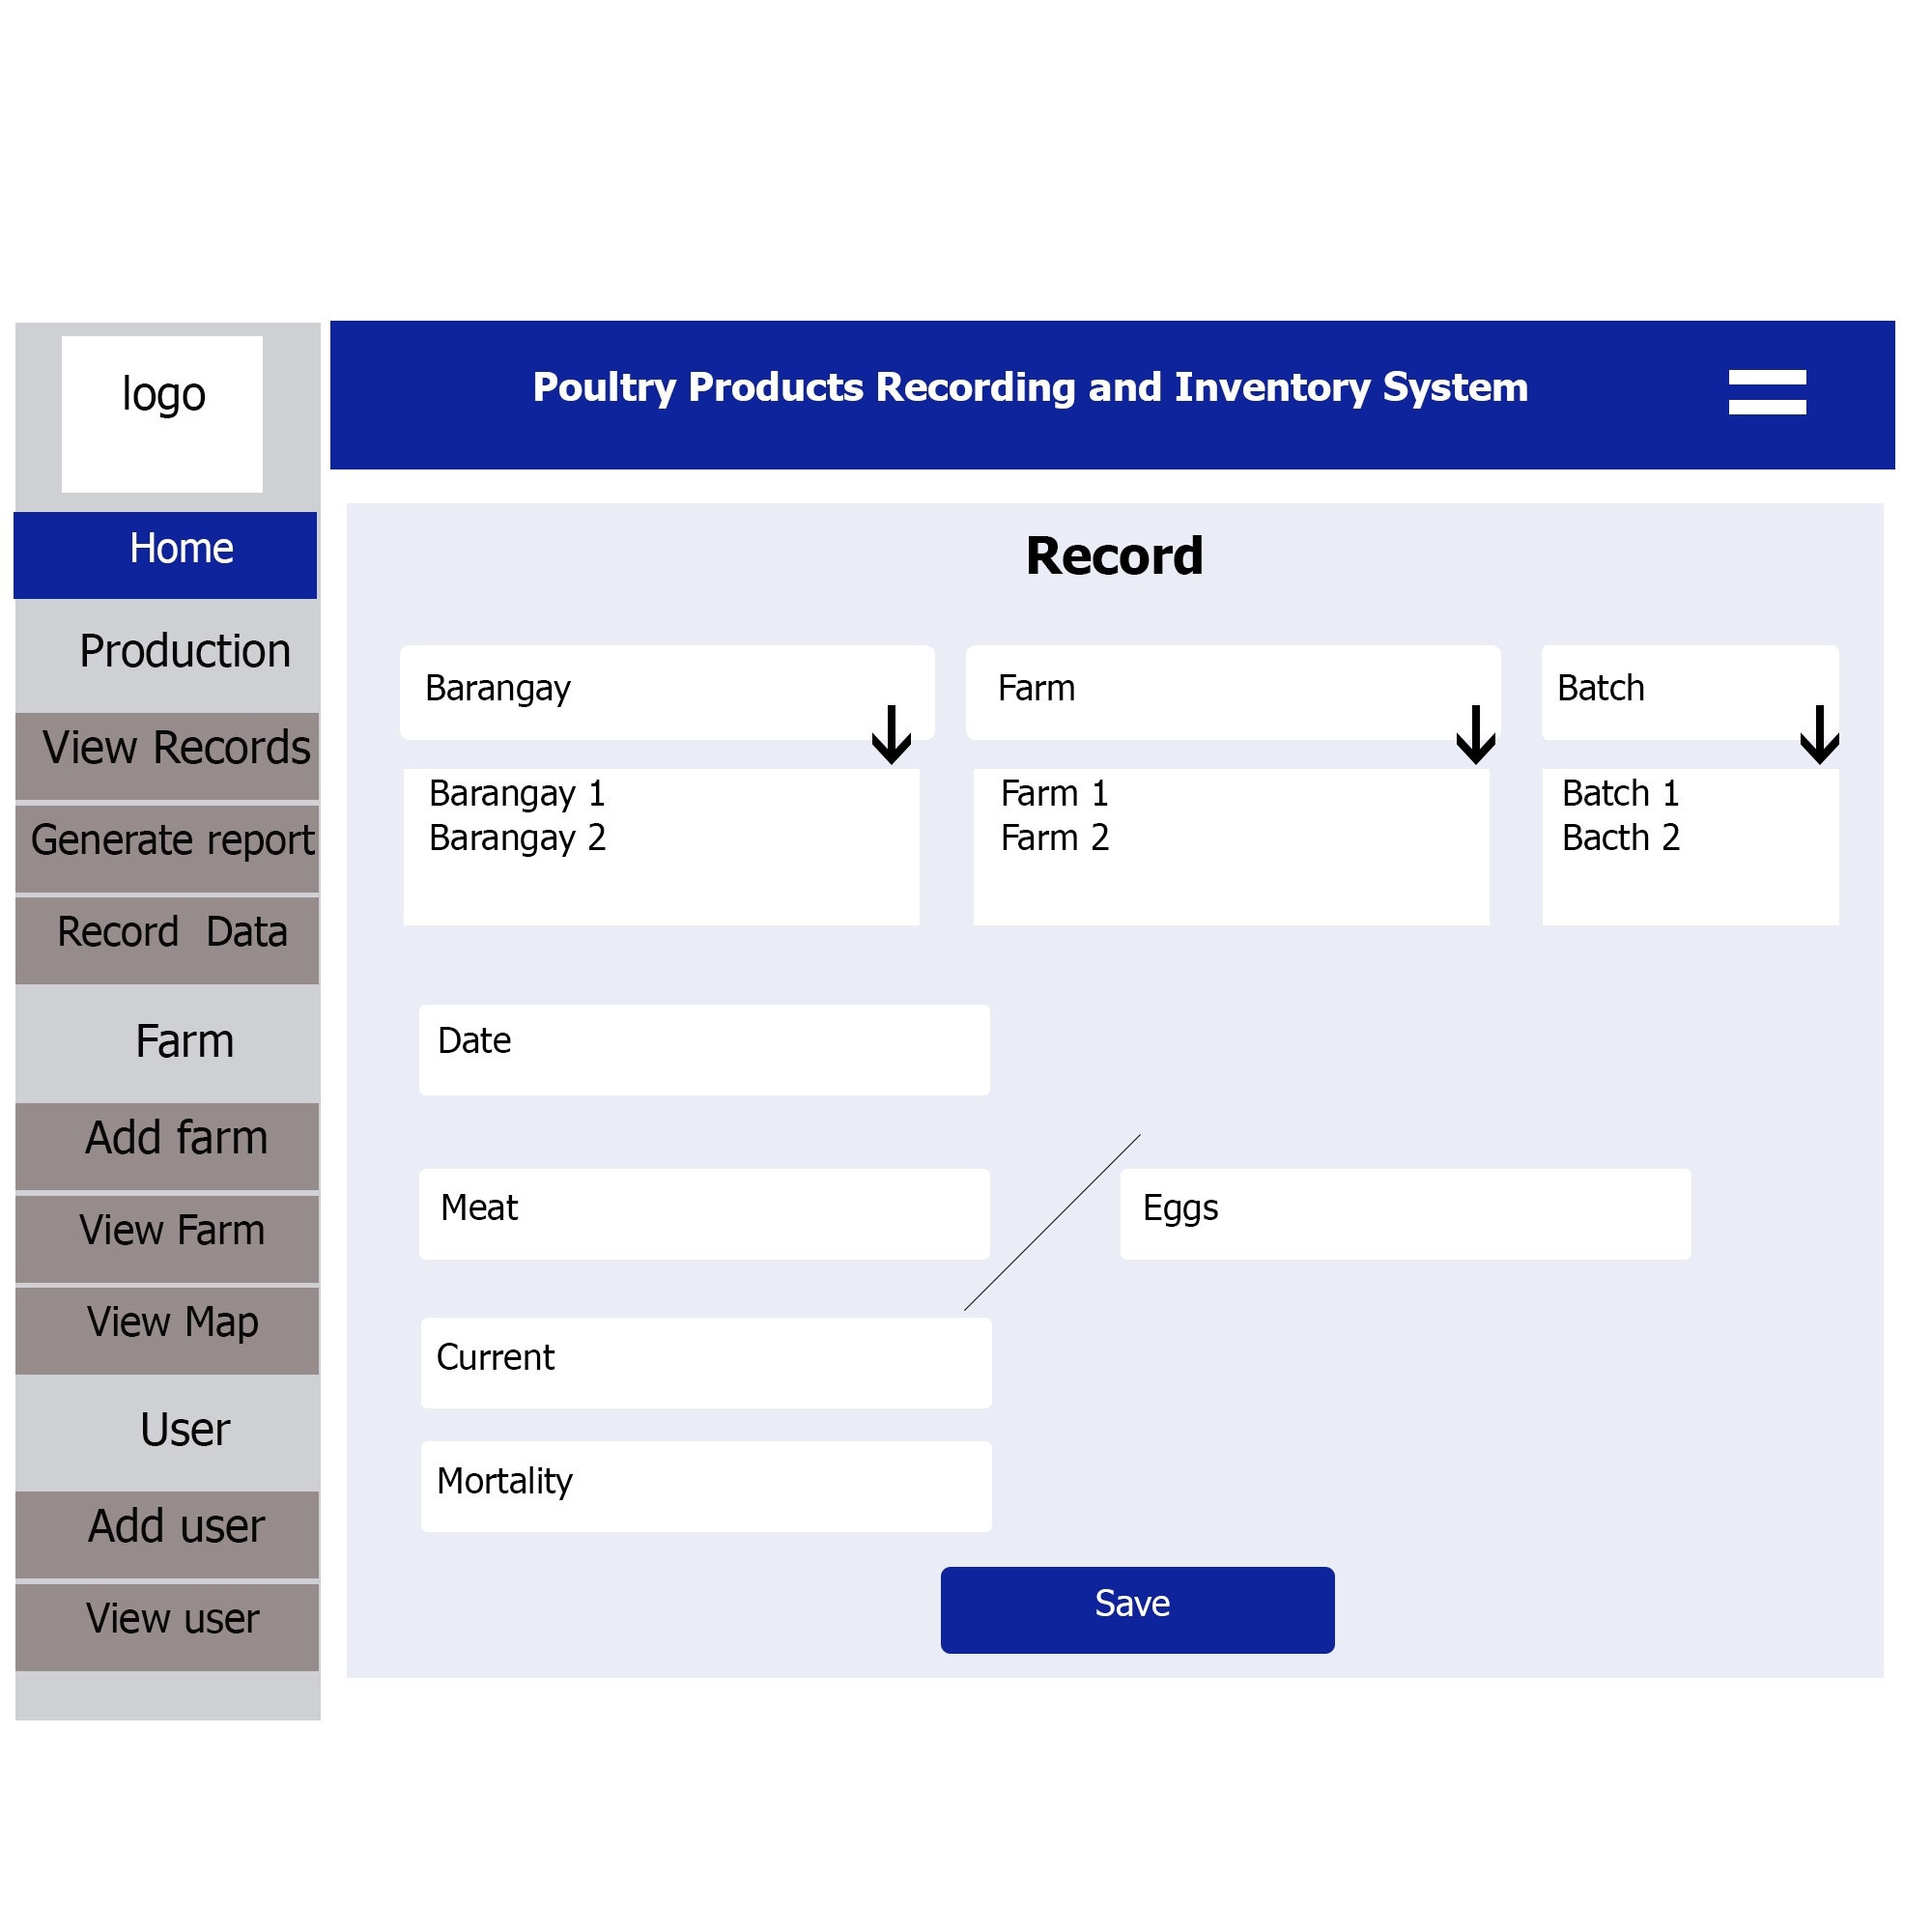 logo
Poultry Products Recording and Inventory System
Home
Production
View Records
Generate report
Record Data
Farm
Add farm
View Farm
View Map
User
Add user
View user
Record
Barangay
Farm
Batch
Barangay 1
Barangay 2
Farm 1
Farm 2
Batch 1
Bacth 2
Date
Meat
Eggs
Current
Mortality
Save